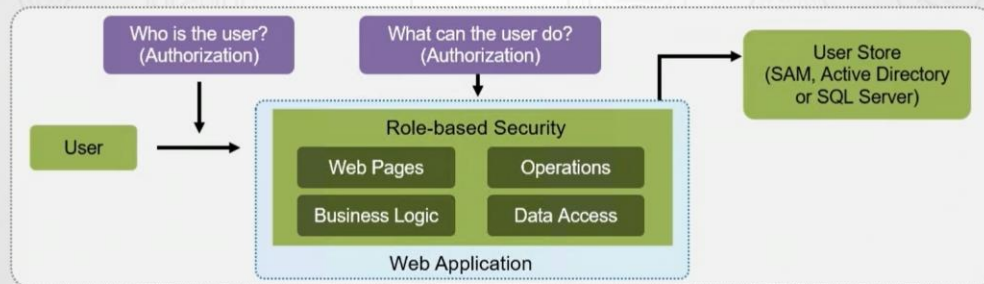 Who is the user?
(Authorization)
What can the user do?
(Authorization)
User Store
(SAM, Active Directory
or SQL Server)
User
Role-based Security
Web Pages
Operations
Business Logic
Data Access
Web Application